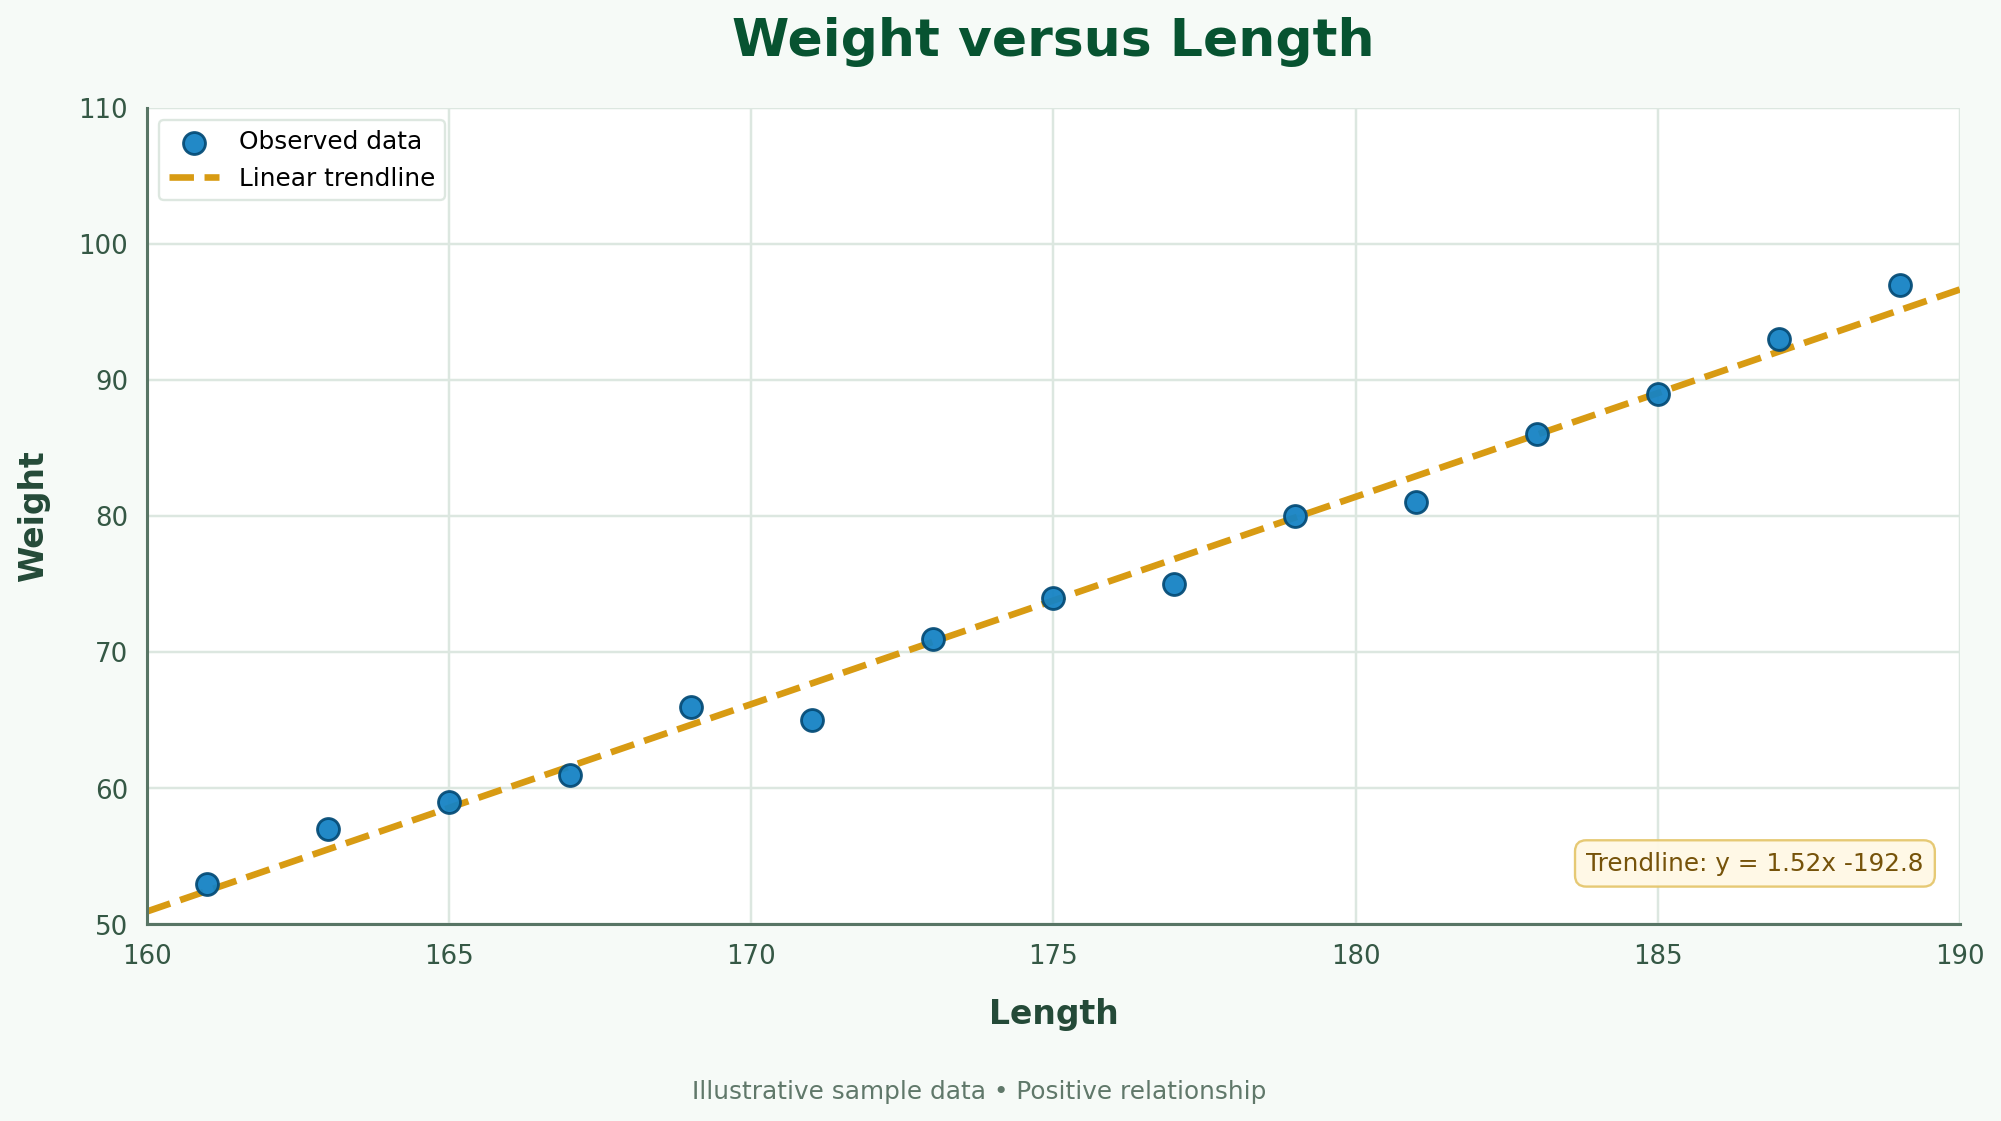 Weight versus Length
110
100
90
80
70
60
50
Weight
Observed data
Linear trendline
Trendline: y = 1.52x -192.8
160 165 170 175 180 185 190
Length
Illustrative sample data • Positive relationship